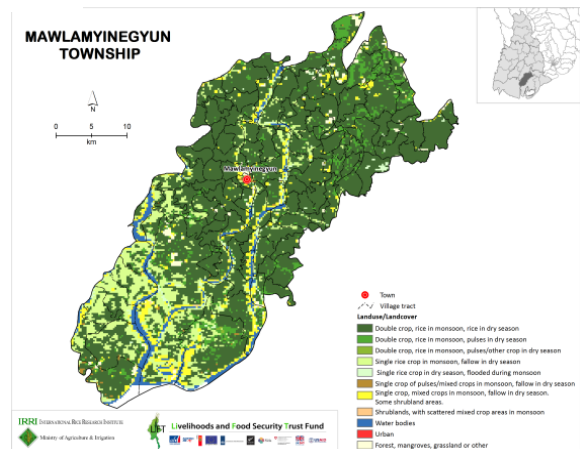 MAWLAMYINEGYUN
TOWNSHIP
N
0 5 10
km
Mawlamyinegyun
Town
Village tract
Landuse/Landcover
Double crop, rice in monsoon, rice in dry season
Double crop, rice in monsoon, pulses in dry season
Double crop, rice in monsoon, pulses/other crop in dry season
Single rice crop in monsoon, fallow in dry season
Single rice crop in dry season, flooded during monsoon
Single crop of pulses/mixed crops in monsoon, fallow in dry season
Single crop, mixed crops in monsoon, fallow in dry season.
Some shrubland areas.
Shrublands, with scattered mixed crop areas in monsoon
Water bodies
Urban
Forest, mangroves, grassland or other
IRRI INTERNATIONAL RICE RESEARCH INSTITUTE
Ministry of Agriculture & Irrigation
LIFT
Livelihoods and Food Security Trust Fund